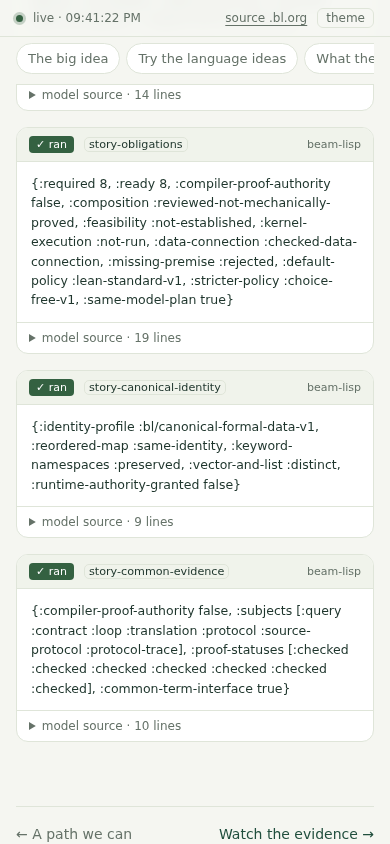 live · 09:41:22 PM source .bl.org theme
The big idea Try the language ideas What the
▶ model source · 14 lines
✓ ran story-obligations beam-lisp
{:required 8, :ready 8, :compiler-proof-authority
false, :composition :reviewed-not-mechanically-
proved, :feasibility :not-established, :kernel-
execution :not-run, :data-connection :checked-data-
connection, :missing-premise :rejected, :default-
policy :lean-standard-v1, :stricter-policy :choice-
free-v1, :same-model-plan true}
▶ model source · 19 lines
✓ ran story-canonical-identity beam-lisp
{:identity-profile :bl/canonical-formal-data-v1,
:reordered-map :same-identity, :keyword-
namespaces :preserved, :vector-and-list :distinct,
:runtime-authority-granted false}
▶ model source · 9 lines
✓ ran story-common-evidence beam-lisp
{:compiler-proof-authority false, :subjects [:query
:contract :loop :translation :protocol :source-
protocol :protocol-trace], :proof-statuses [:checked
:checked :checked :checked :checked :checked
:checked], :common-term-interface true}
▶ model source · 10 lines
← A path we can Watch the evidence →